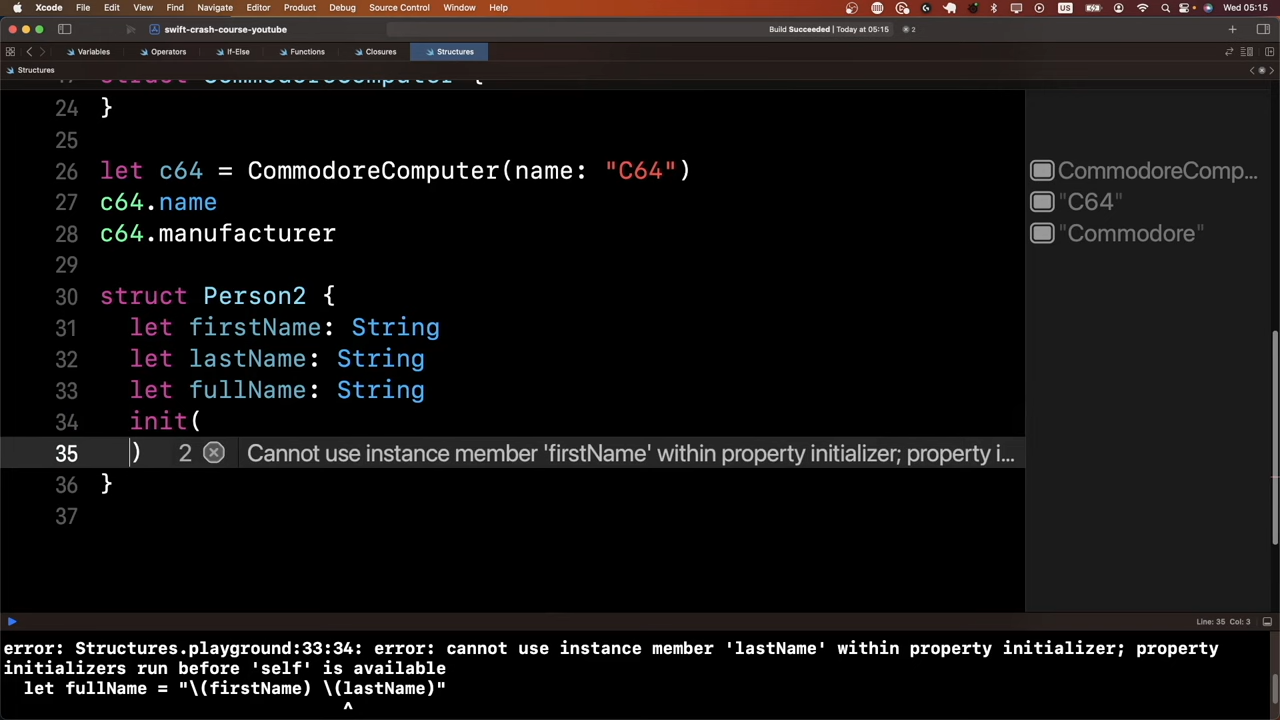 Xcode File Edit View Find Navigate Editor Product Debug Source Control Window Help US Wed 05:15
swift-crash-course-youtube Build Succeeded | Today at 05:15 2
Variables Operators If-Else Functions Closures Structures
Structures
24 }
25
26 let c64 = CommodoreComputer(name: "C64") CommodoreComp...
27 c64.name "C64"
28 c64.manufacturer "Commodore"
29
30 struct Person2 {
31 let firstName: String
32 let lastName: String
33 let fullName: String
34 init(
35 ) 2 Cannot use instance member 'firstName' within property initializer; property i...
36 }
37
Line: 35 Col: 3
error: Structures.playground:33:34: error: cannot use instance member 'lastName' within property initializer; property
initializers run before 'self' is available
let fullName = "\(firstName) \(lastName)"
^